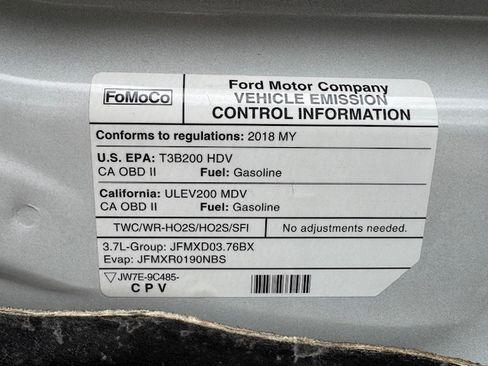 FoMoCo
Ford Motor Company
VEHICLE EMISSION
CONTROL INFORMATION
Conforms to regulations: 2018 MY
U.S. EPA: T3B200 HDV
CA OBD II Fuel: Gasoline
California: ULEV200 MDV
CA OBD II Fuel: Gasoline
TWC/WR-HO2S/HO2S/SFI No adjustments needed.
3.7L-Group: JFMXD03.76BX
Evap: JFMXR0190NBS
JW7E-9C485-
C P V